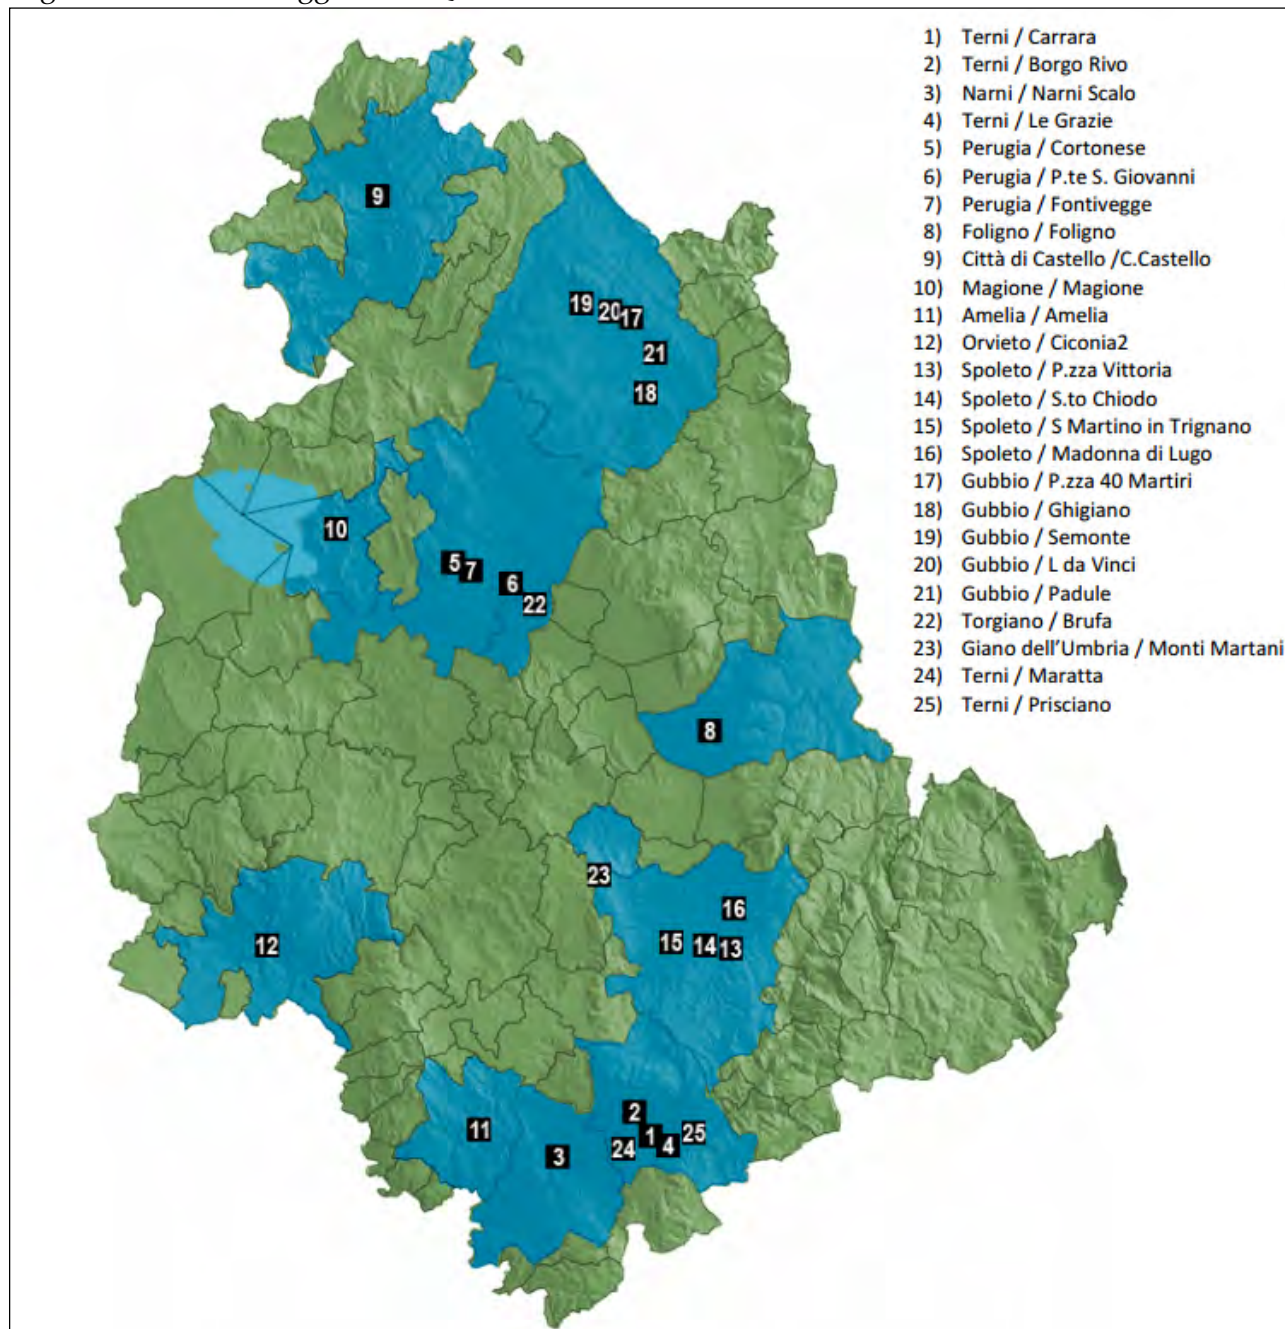 1) Terni / Carrara
2) Terni / Borgo Rivo
3) Narni / Narni Scalo
4) Terni / Le Grazie
5) Perugia / Cortonese
6) Perugia / P.te S. Giovanni
7) Perugia / Fontivegge
8) Foligno / Foligno
9) Città di Castello /C.Castello
10) Magione / Magione
11) Amelia / Amelia
12) Orvieto / Ciconia2
13) Spoleto / P.zza Vittoria
14) Spoleto / S.to Chiodo
15) Spoleto / S Martino in Trignano
16) Spoleto / Madonna di Lugo
17) Gubbio / P.zza 40 Martiri
18) Gubbio / Ghigiano
19) Gubbio / Semonte
20) Gubbio / L da Vinci
21) Gubbio / Padule
22) Torgiano / Brufa
23) Giano dell'Umbria / Monti Martani
24) Terni / Maratta
25) Terni / Prisciano
9
19 20 17
21
18
10
5 7
6
22
8
23
16
12
15 14 13
2
11
1 25
24 4
3